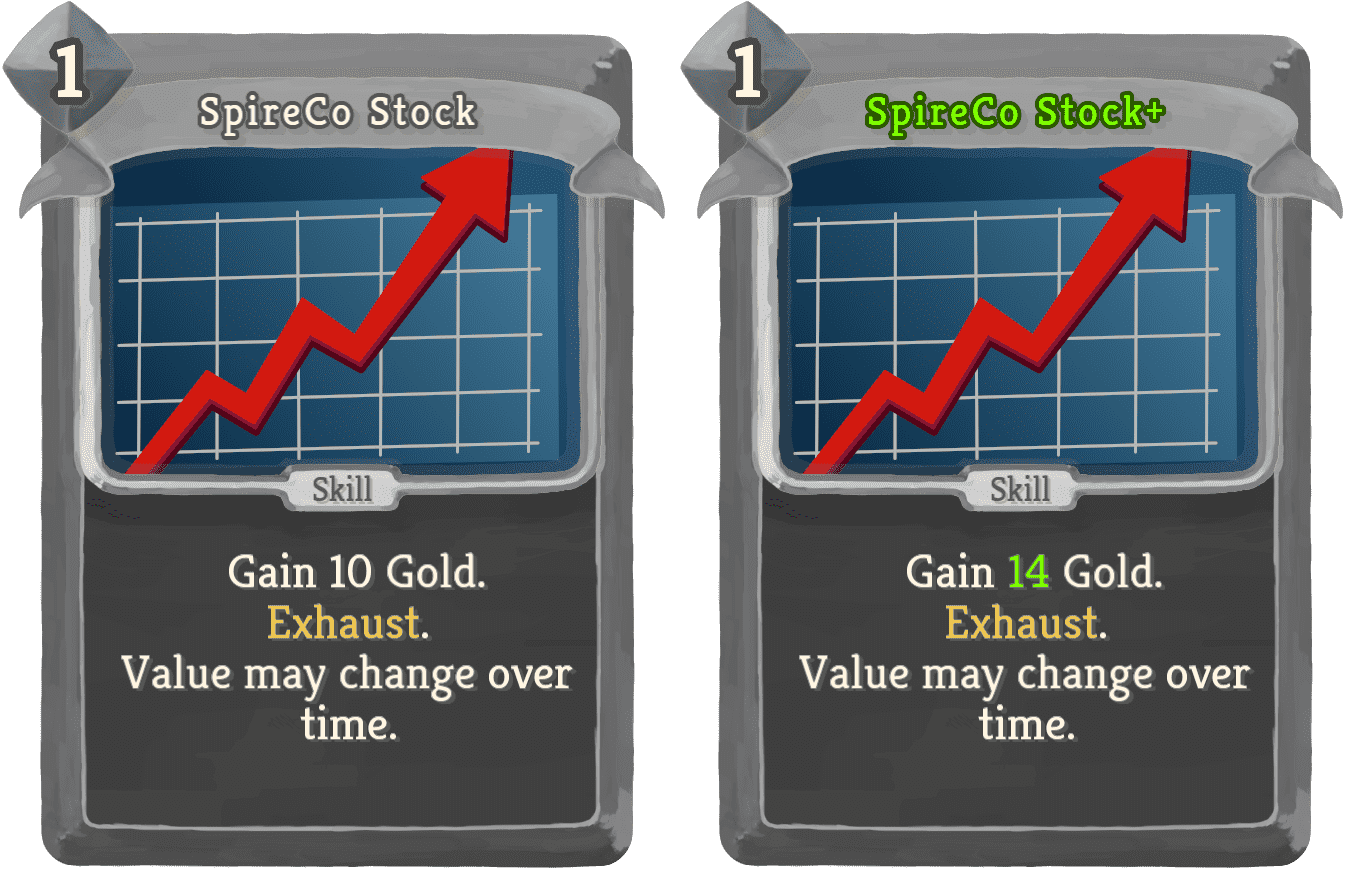 1
SpireCo Stock
Skill
Gain 10 Gold.
Exhaust.
Value may change over
time.
1
SpireCo Stock+
Skill
Gain 14 Gold.
Exhaust.
Value may change over
time.